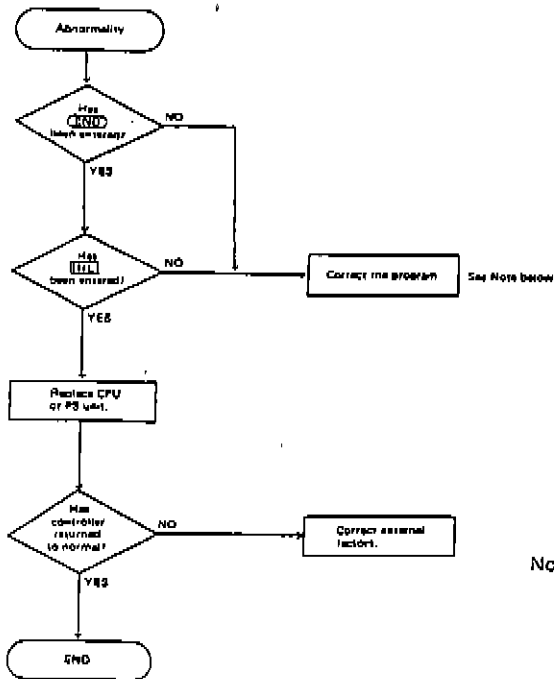 Abnormality
Has
END
been entered?
NO
YES
Has
been entered?
NO
Correct the program
See Note below
YES
Replace CPU
or PS unit.
Has
controller
returned
to normal?
NO
Correct external
factors.
No
YES
END